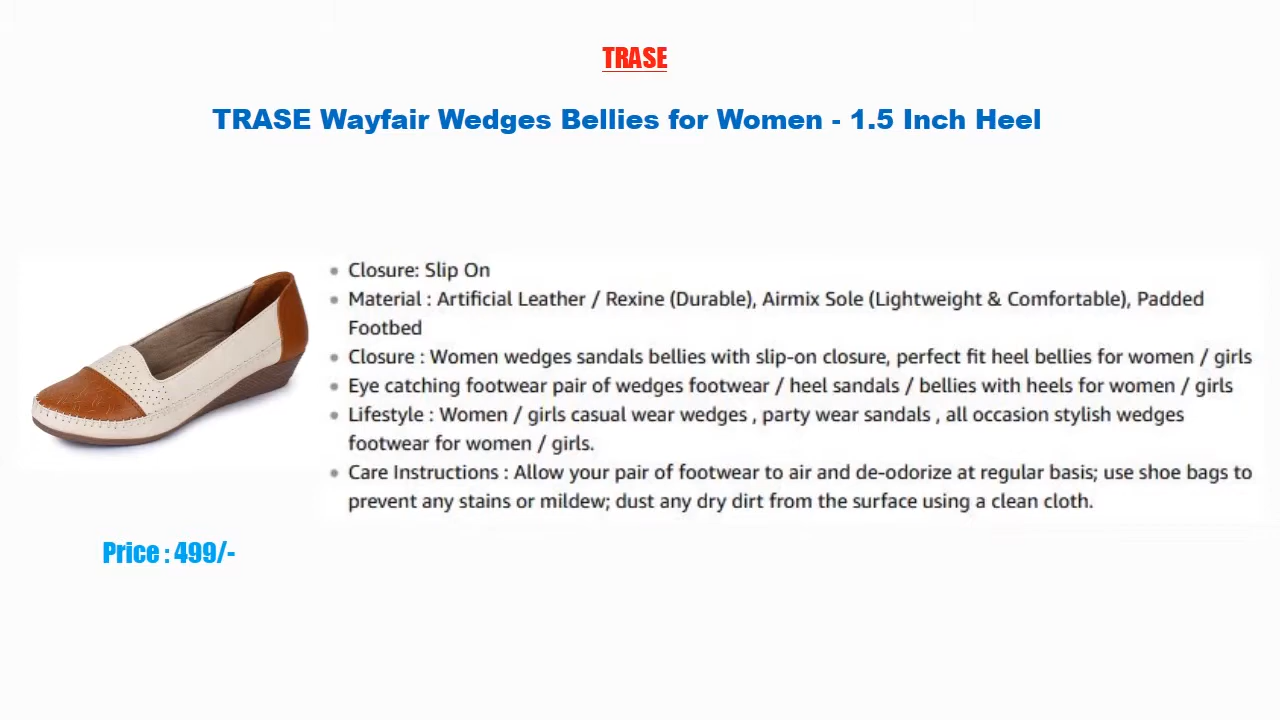 TRASE
TRASE Wayfair Wedges Bellies for Women - 1.5 Inch Heel
Closure: Slip On
Material : Artificial Leather / Rexine (Durable), Airmix Sole (Lightweight & Comfortable), Padded
Footbed
Closure : Women wedges sandals bellies with slip-on closure, perfect fit heel bellies for women / girls
Eye catching footwear pair of wedges footwear / heel sandals / bellies with heels for women / girls
Lifestyle : Women / girls casual wear wedges , party wear sandals , all occasion stylish wedges
footwear for women / girls.
Care Instructions : Allow your pair of footwear to air and de-odorize at regular basis; use shoe bags to
prevent any stains or mildew; dust any dry dirt from the surface using a clean cloth.
Price : 499/-